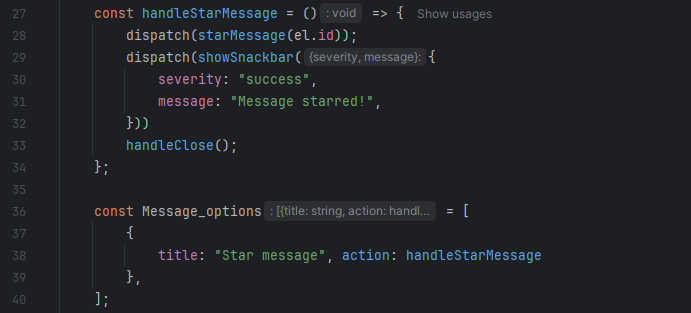 27 const handleStarMessage = () : void => { Show usages
28 dispatch(starMessage(el.id));
29 dispatch(showSnackbar( {severity, message}: {
30 severity: "success",
31 message: "Message starred!",
32 }))
33 handleClose();
34 };
35
36 const Message_options : [{title: string, action: handl... = [
37 {
38 title: "Star message", action: handleStarMessage
39 },
40 ];